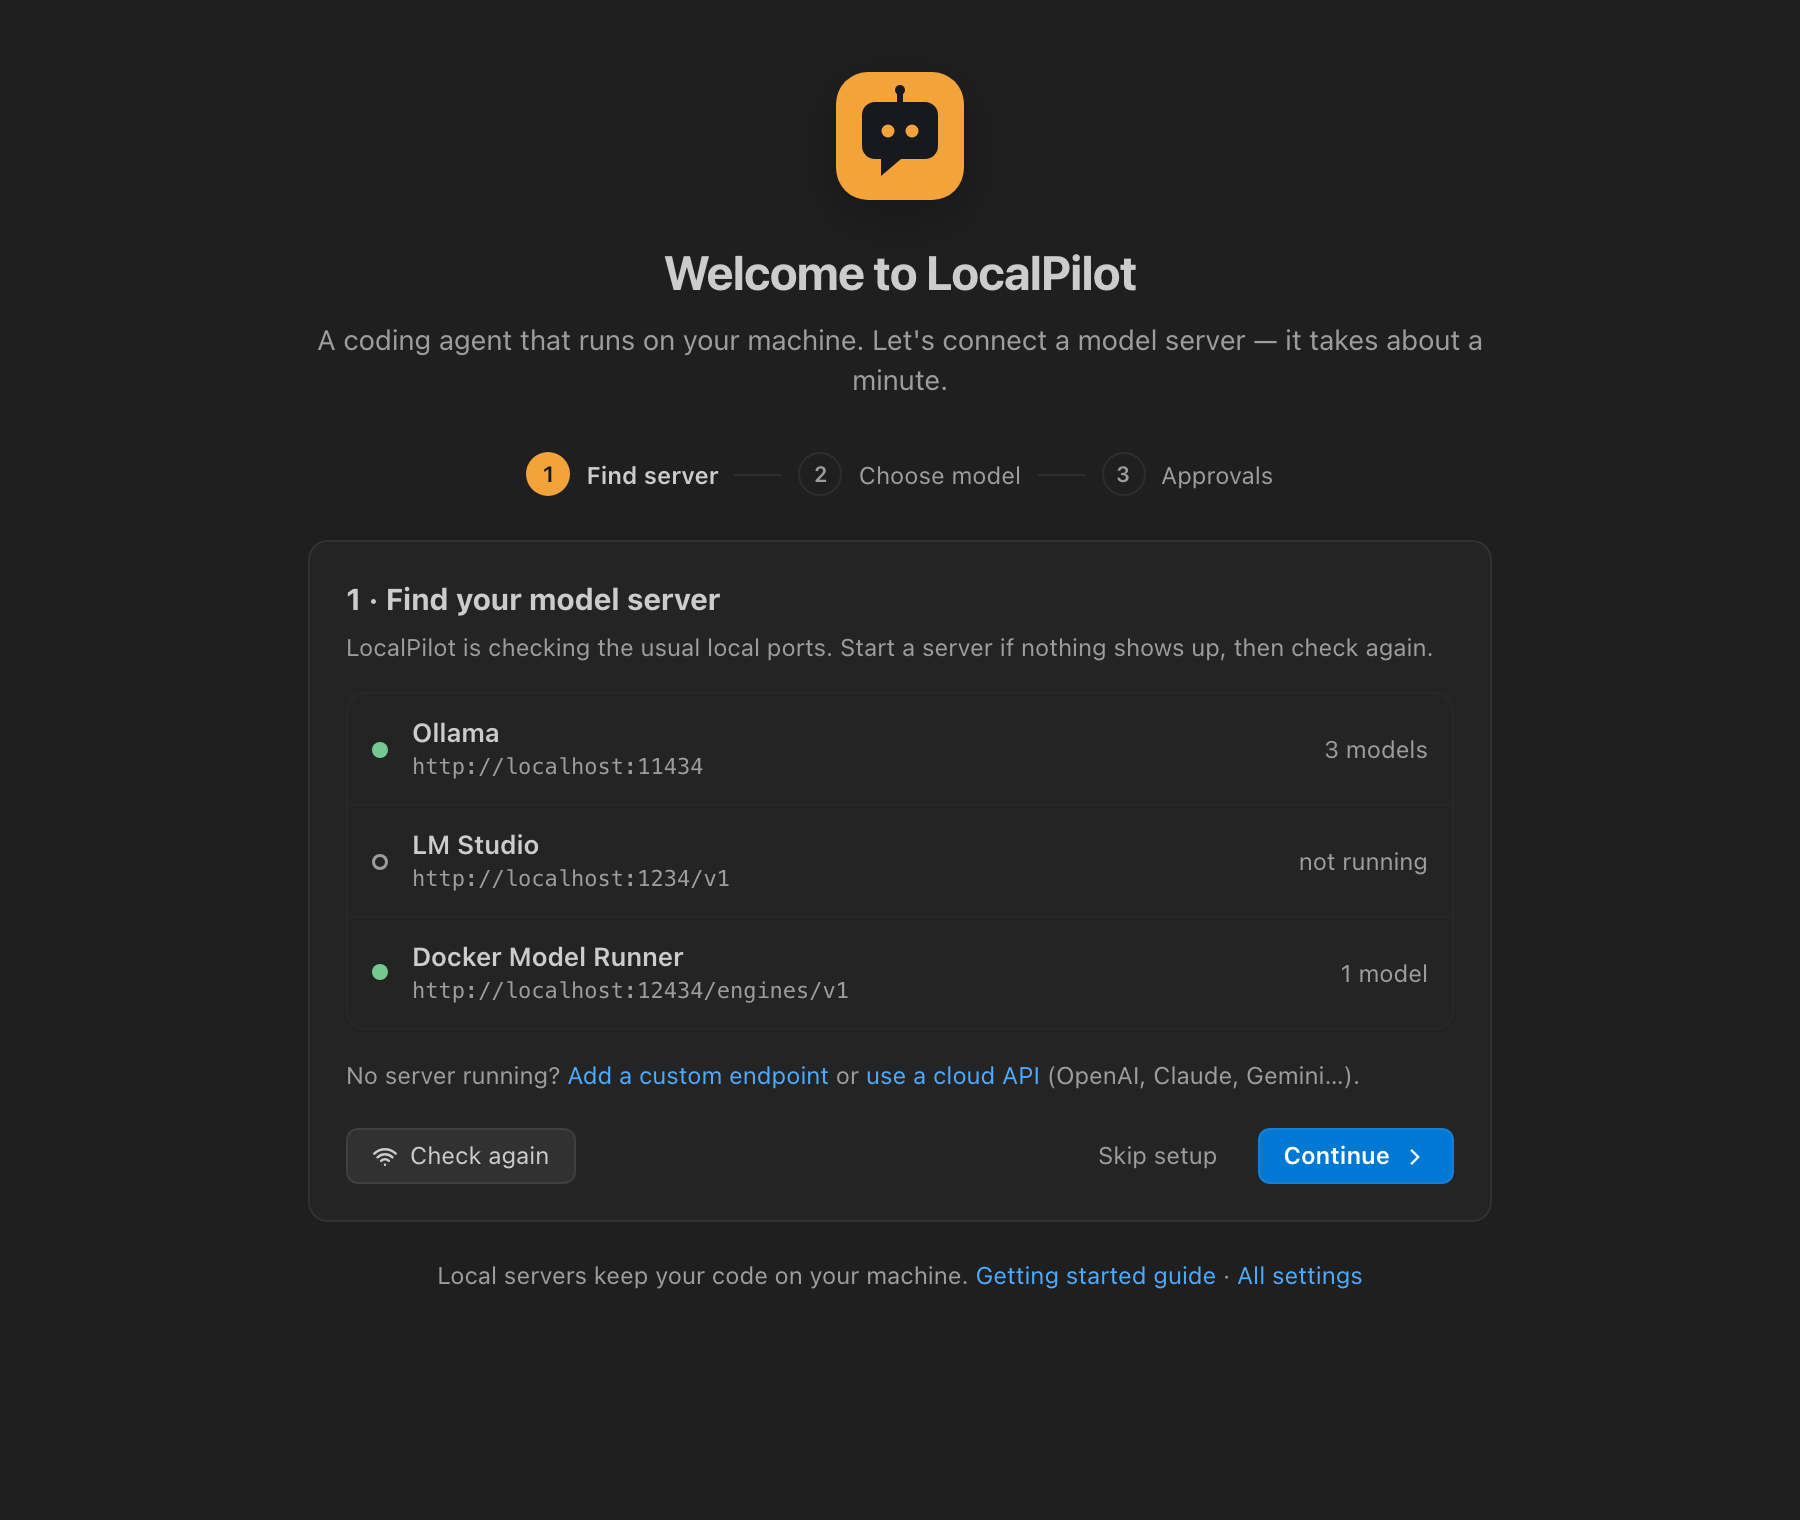 Welcome to LocalPilot
A coding agent that runs on your machine. Let's connect a model server — it takes about a
minute.
1 Find server 2 Choose model 3 Approvals
1 · Find your model server
LocalPilot is checking the usual local ports. Start a server if nothing shows up, then check again.
Ollama
http://localhost:11434
3 models
LM Studio
http://localhost:1234/v1
not running
Docker Model Runner
http://localhost:12434/engines/v1
1 model
No server running? Add a custom endpoint or use a cloud API (OpenAI, Claude, Gemini…).
Check again Skip setup Continue
Local servers keep your code on your machine. Getting started guide · All settings